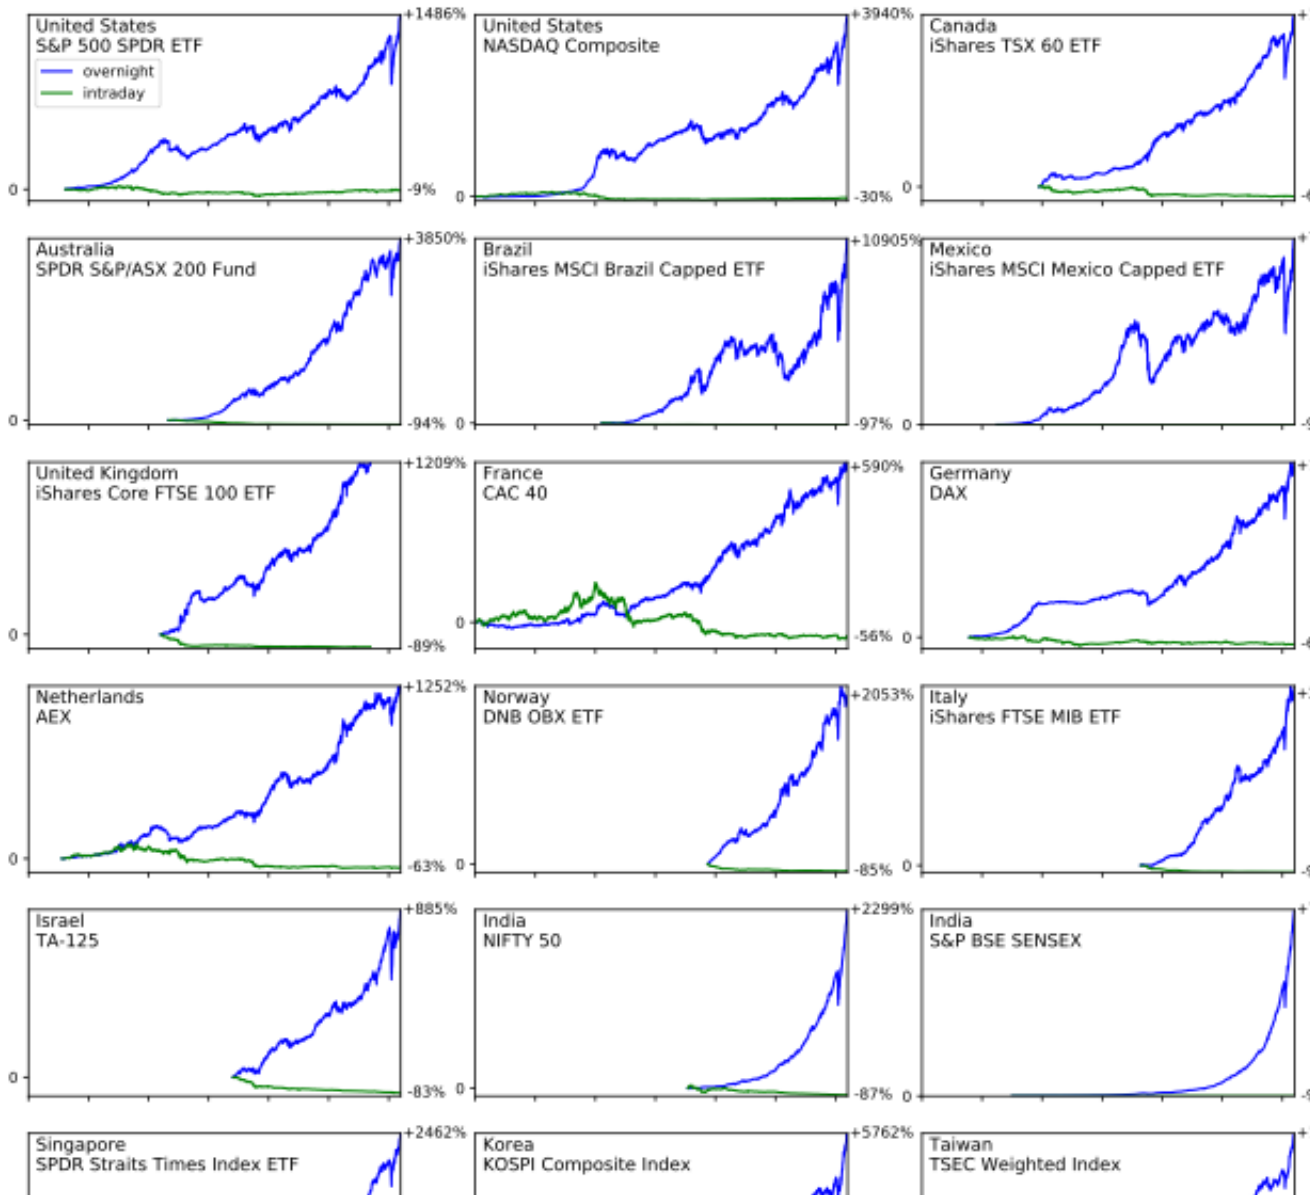 United States
S&P 500 SPDR ETF
overnight
intraday
+1486%
0
-9%
United States
NASDAQ Composite
+3940%
0
-30%
Canada
iShares TSX 60 ETF
0
Australia
SPDR S&P/ASX 200 Fund
+3850%
0
-94%
Brazil
iShares MSCI Brazil Capped ETF
+10905%
0
-97%
Mexico
iShares MSCI Mexico Capped ETF
0
United Kingdom
iShares Core FTSE 100 ETF
+1209%
0
-89%
France
CAC 40
+590%
0
-56%
Germany
DAX
0
Netherlands
AEX
+1252%
0
-63%
Norway
DNB OBX ETF
+2053%
0
-85%
Italy
iShares FTSE MIB ETF
0
Israel
TA-125
+885%
0
-83%
India
NIFTY 50
+2299%
0
-87%
India
S&P BSE SENSEX
0
Singapore
SPDR Straits Times Index ETF
+2462%
Korea
KOSPI Composite Index
+5762%
Taiwan
TSEC Weighted Index